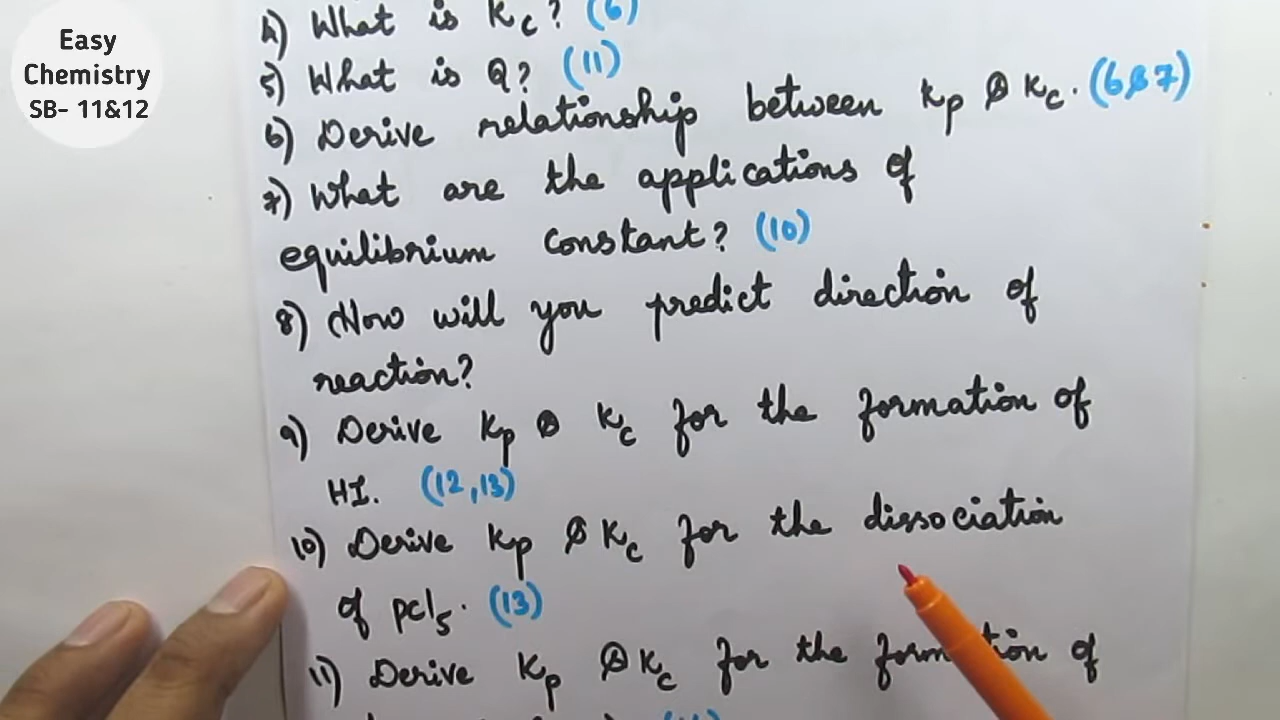 Easy
Chemistry
SB- 11&12
4) What is Kc? (6)
5) What is Q? (11)
6) Derive relationship between Kp & Kc. (6&7)
7) What are the applications of
equilibrium constant? (10)
8) How will you predict direction of
reaction?
9) Derive Kp & Kc for the formation of
HI. (12,13)
10) Derive Kp & Kc for the dissociation
of pcl5. (13)
11) Derive Kp & Kc for the formation of